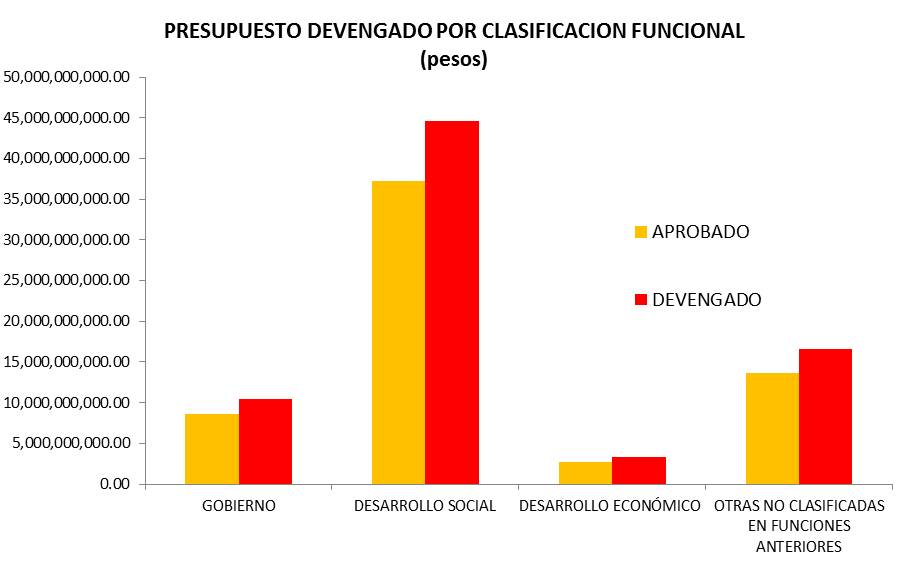 PRESUPUESTO DEVENGADO POR CLASIFICACION FUNCIONAL
(pesos)
50,000,000,000.00
45,000,000,000.00
40,000,000,000.00
35,000,000,000.00
30,000,000,000.00
25,000,000,000.00
20,000,000,000.00
15,000,000,000.00
10,000,000,000.00
5,000,000,000.00
0.00
APROBADO
DEVENGADO
GOBIERNO
DESARROLLO SOCIAL
DESARROLLO ECONÓMICO
OTRAS NO CLASIFICADAS
EN FUNCIONES
ANTERIORES